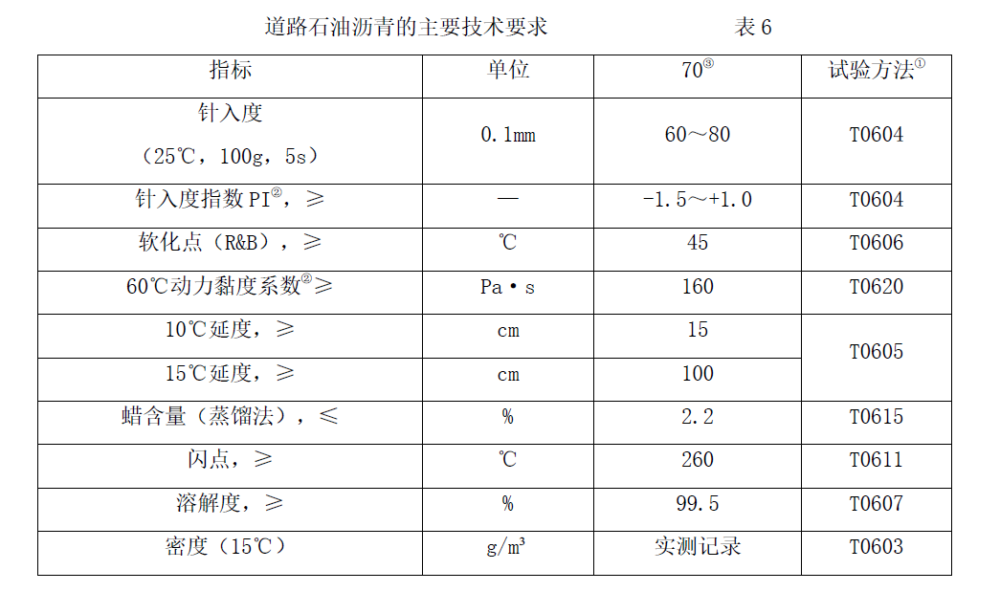 道路石油沥青的主要技术要求 表 6
指标 单位 70③ 试验方法①
针入度
（25℃，100g，5s） 0.1mm 60～80 T0604
针入度指数 PI②，≥ — -1.5～+1.0 T0604
软化点（R&B），≥ ℃ 45 T0606
60℃动力黏度系数②≥ Pa·s 160 T0620
10℃延度，≥ cm 15 T0605
15℃延度，≥ cm 100
蜡含量（蒸馏法），≤ % 2.2 T0615
闪点，≥ ℃ 260 T0611
溶解度，≥ % 99.5 T0607
密度（15℃） g/m³ 实测记录 T0603